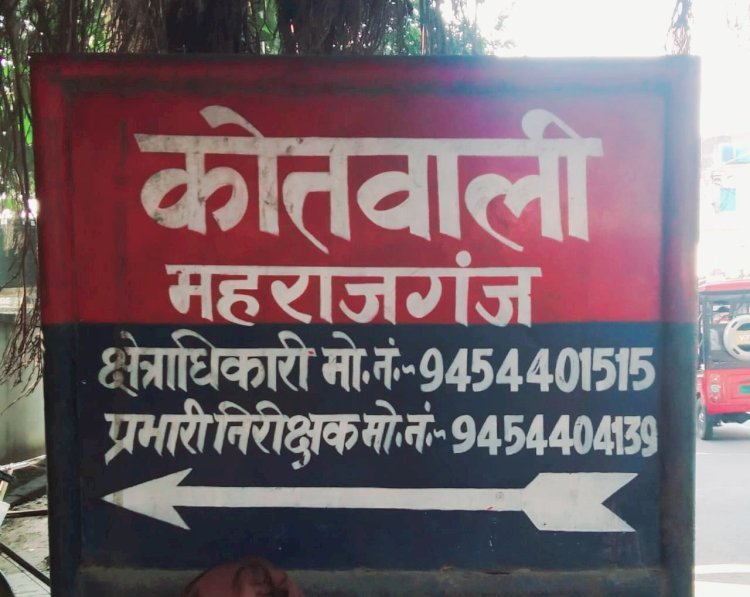 कोतवाली
महराजगंज
क्षेत्राधिकारी मो.नं:-9454401515
प्रभारी निरीक्षक मो.नं:-9454404139